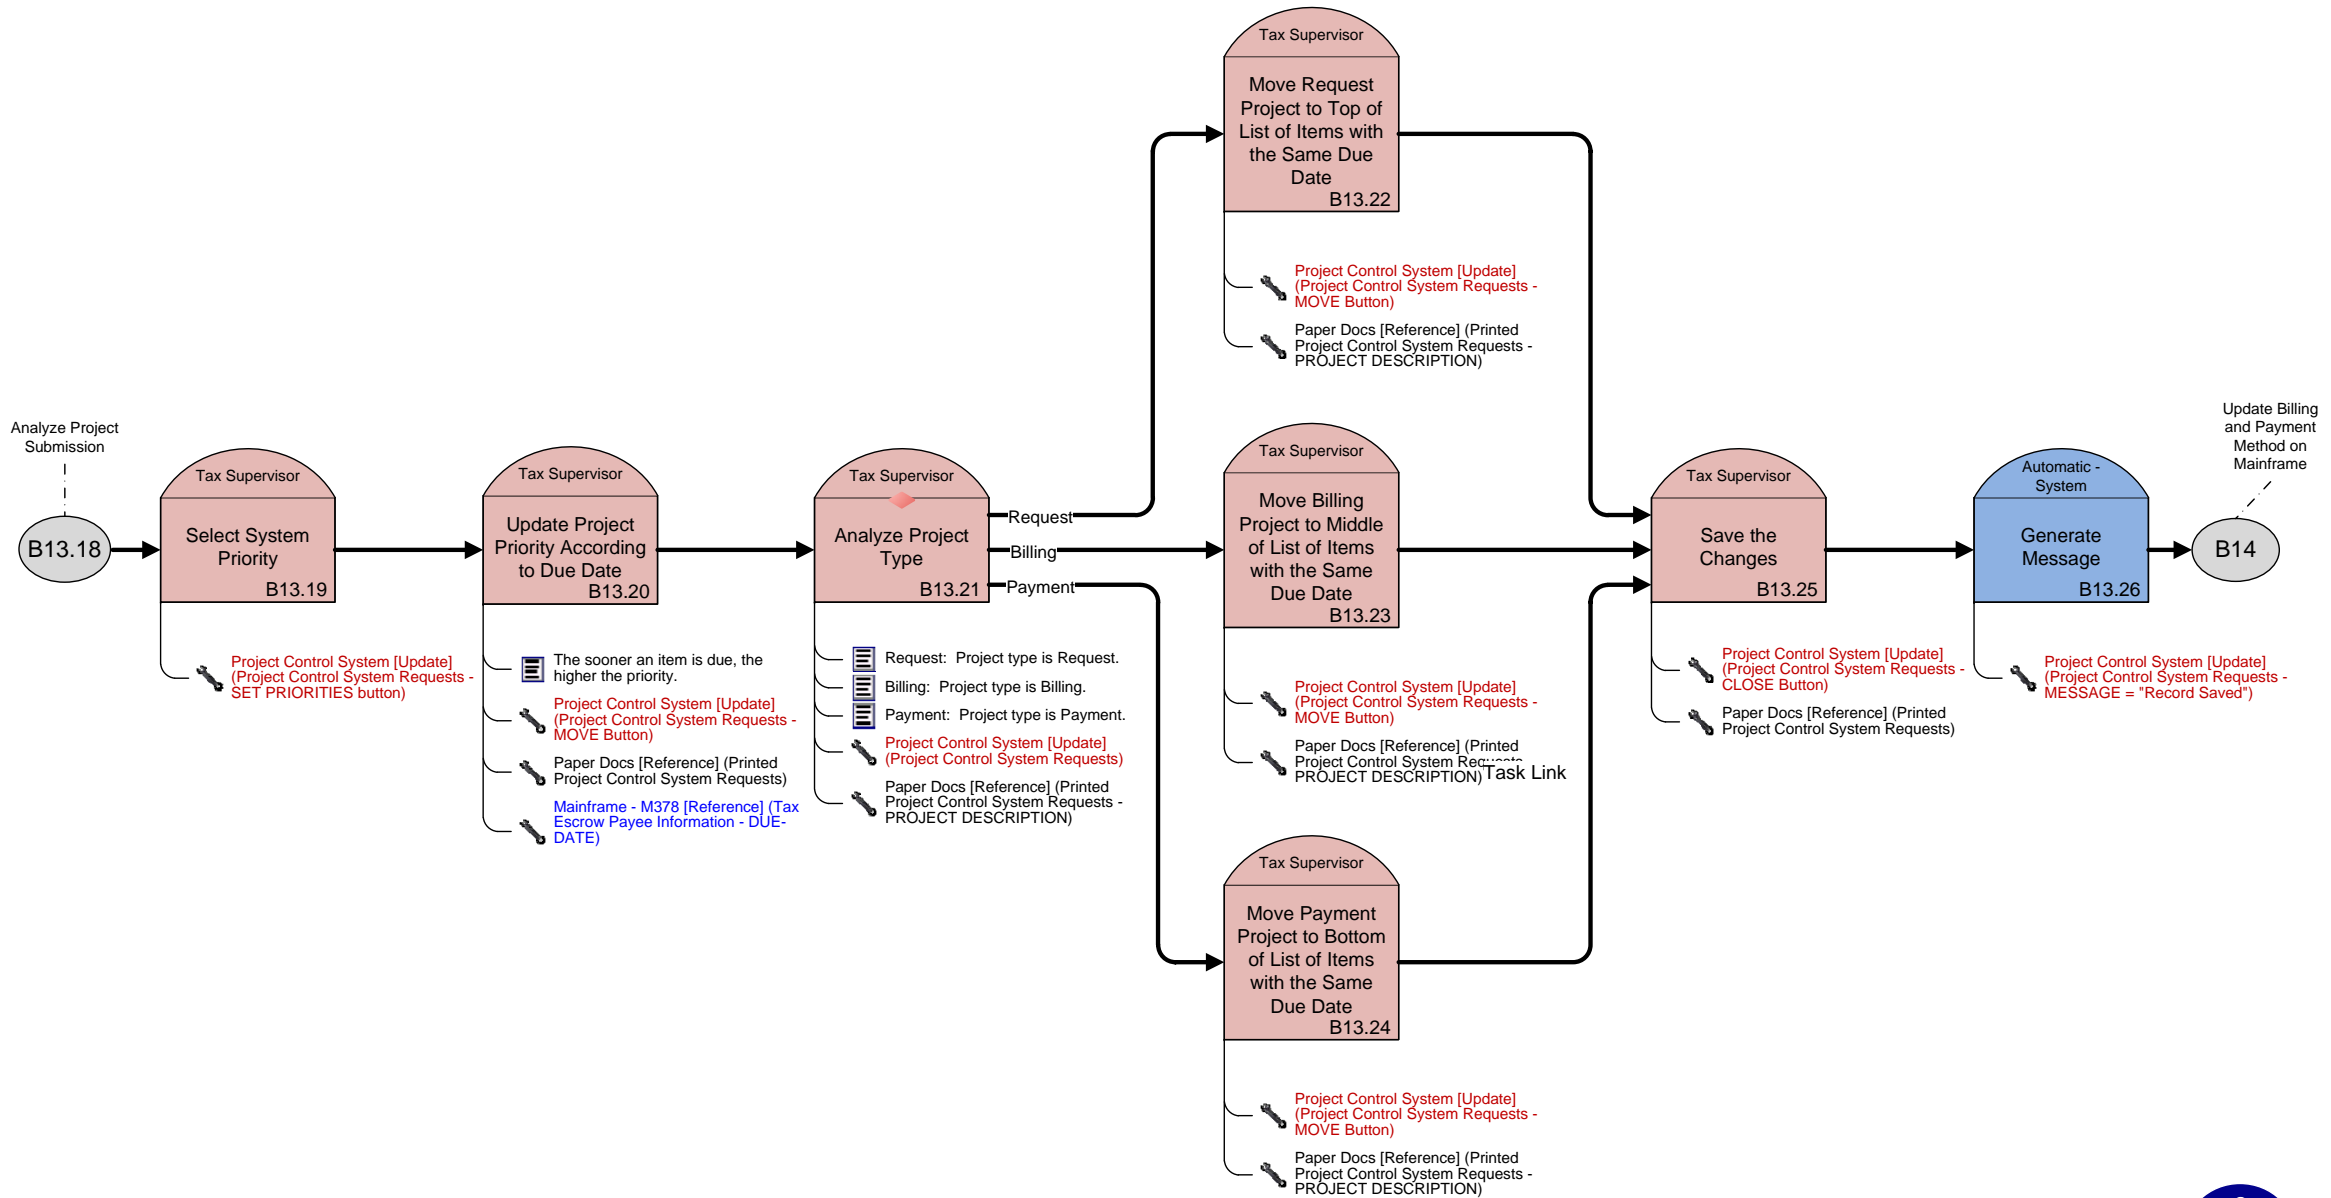 Tax Supervisor
Move Request
Project to Top of
List of Items with
the Same Due
Date
B13.22
Project Control System [Update]
(Project Control System Requests -
MOVE Button)
Paper Docs [Reference] (Printed
Project Control System Requests -
PROJECT DESCRIPTION)
Analyze Project
Submission
B13.18
Tax Supervisor
Select System
Priority
B13.19
Project Control System [Update]
(Project Control System Requests -
SET PRIORITIES button)
Tax Supervisor
Update Project
Priority According
to Due Date
B13.20
The sooner an item is due, the
higher the priority.
Project Control System [Update]
(Project Control System Requests -
MOVE Button)
Paper Docs [Reference] (Printed
Project Control System Requests)
Mainframe - M378 [Reference] (Tax
Escrow Payee Information - DUE-
DATE)
Tax Supervisor
Analyze Project
Type
B13.21
Request
Billing
Payment
Request:  Project type is Request.
Billing:  Project type is Billing.
Payment:  Project type is Payment.
Project Control System [Update]
(Project Control System Requests)
Paper Docs [Reference] (Printed
Project Control System Requests -
PROJECT DESCRIPTION)
Tax Supervisor
Move Billing
Project to Middle
of List of Items
with the Same
Due Date
B13.23
Project Control System [Update]
(Project Control System Requests -
MOVE Button)
Paper Docs [Reference] (Printed
Project Control System Requests
PROJECT DESCRIPTION)
Task Link
Tax Supervisor
Move Payment
Project to Bottom
of List of Items
with the Same
Due Date
B13.24
Project Control System [Update]
(Project Control System Requests -
MOVE Button)
Paper Docs [Reference] (Printed
Project Control System Requests -
PROJECT DESCRIPTION)
Tax Supervisor
Save the
Changes
B13.25
Project Control System [Update]
(Project Control System Requests -
CLOSE Button)
Paper Docs [Reference] (Printed
Project Control System Requests)
Automatic -
System
Generate
Message
B13.26
Project Control System [Update]
(Project Control System Requests -
MESSAGE = "Record Saved")
Update Billing
and Payment
Method on
Mainframe
B14